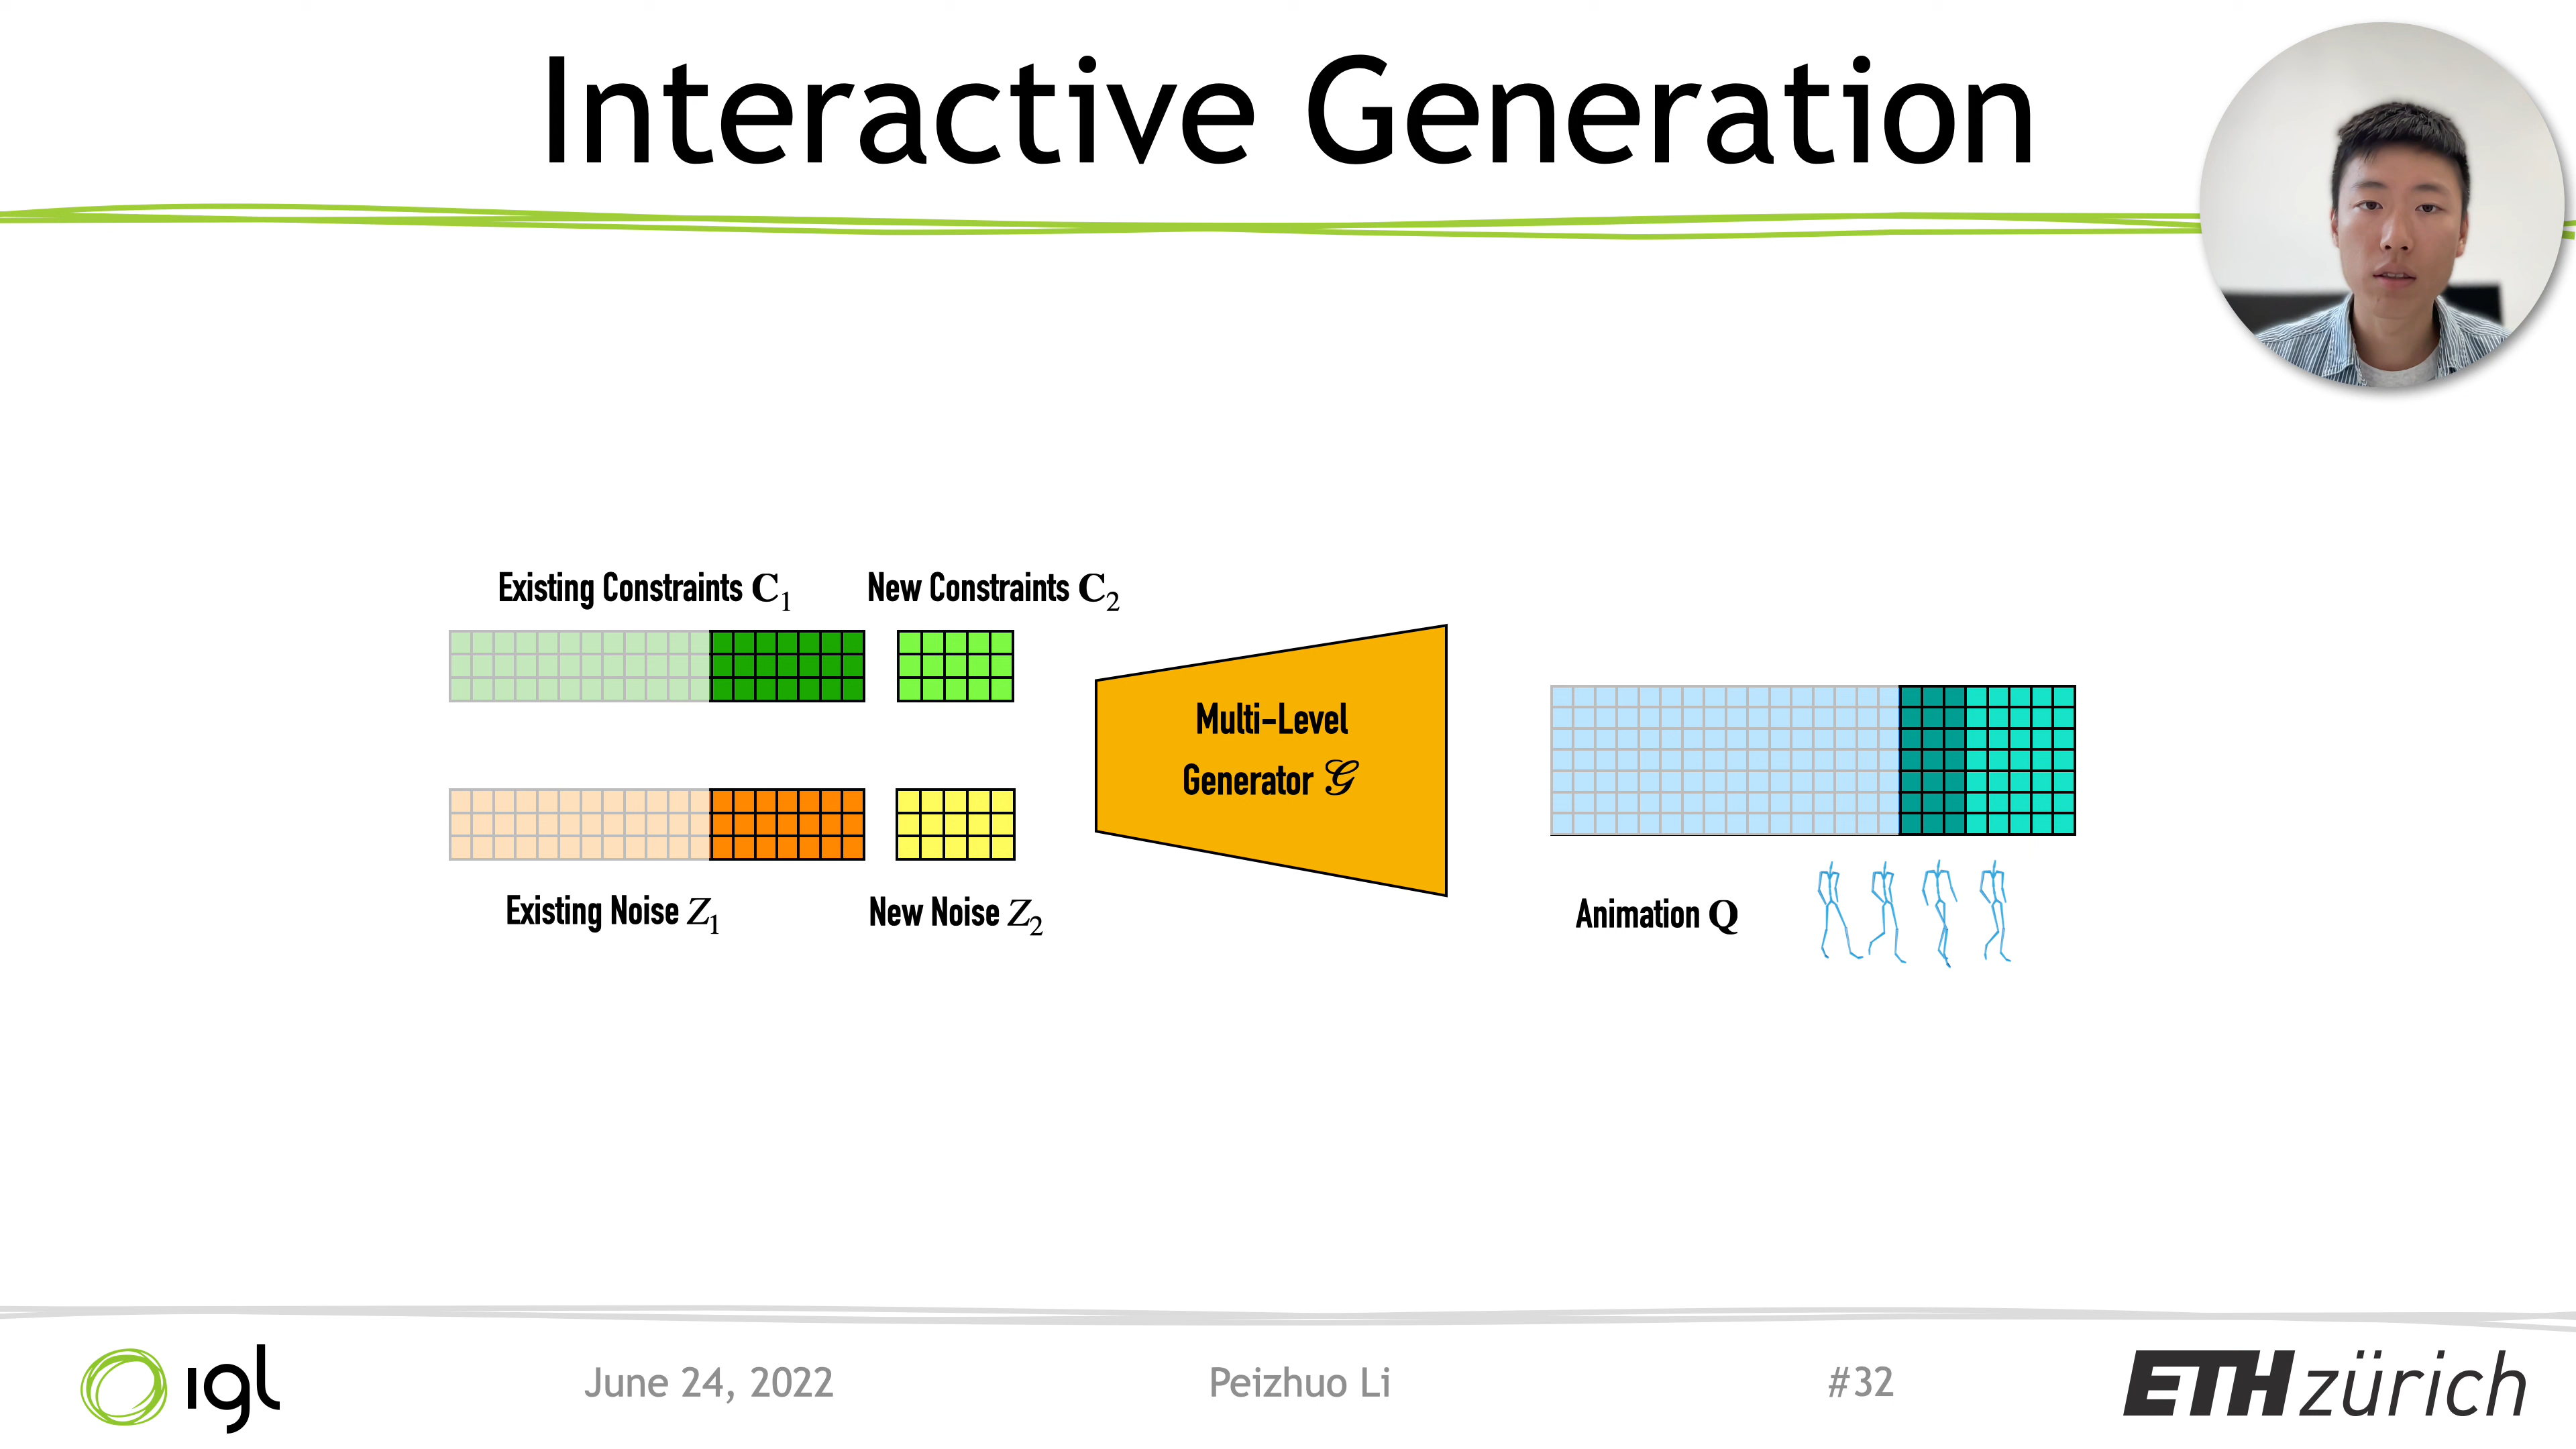 Interactive Generation
Existing Constraints C₁
New Constraints C₂
Multi-Level
Generator 𝒢
Existing Noise Z₁
New Noise Z₂
Animation Q
igl
June 24, 2022
Peizhuo Li
#32
ETH zürich